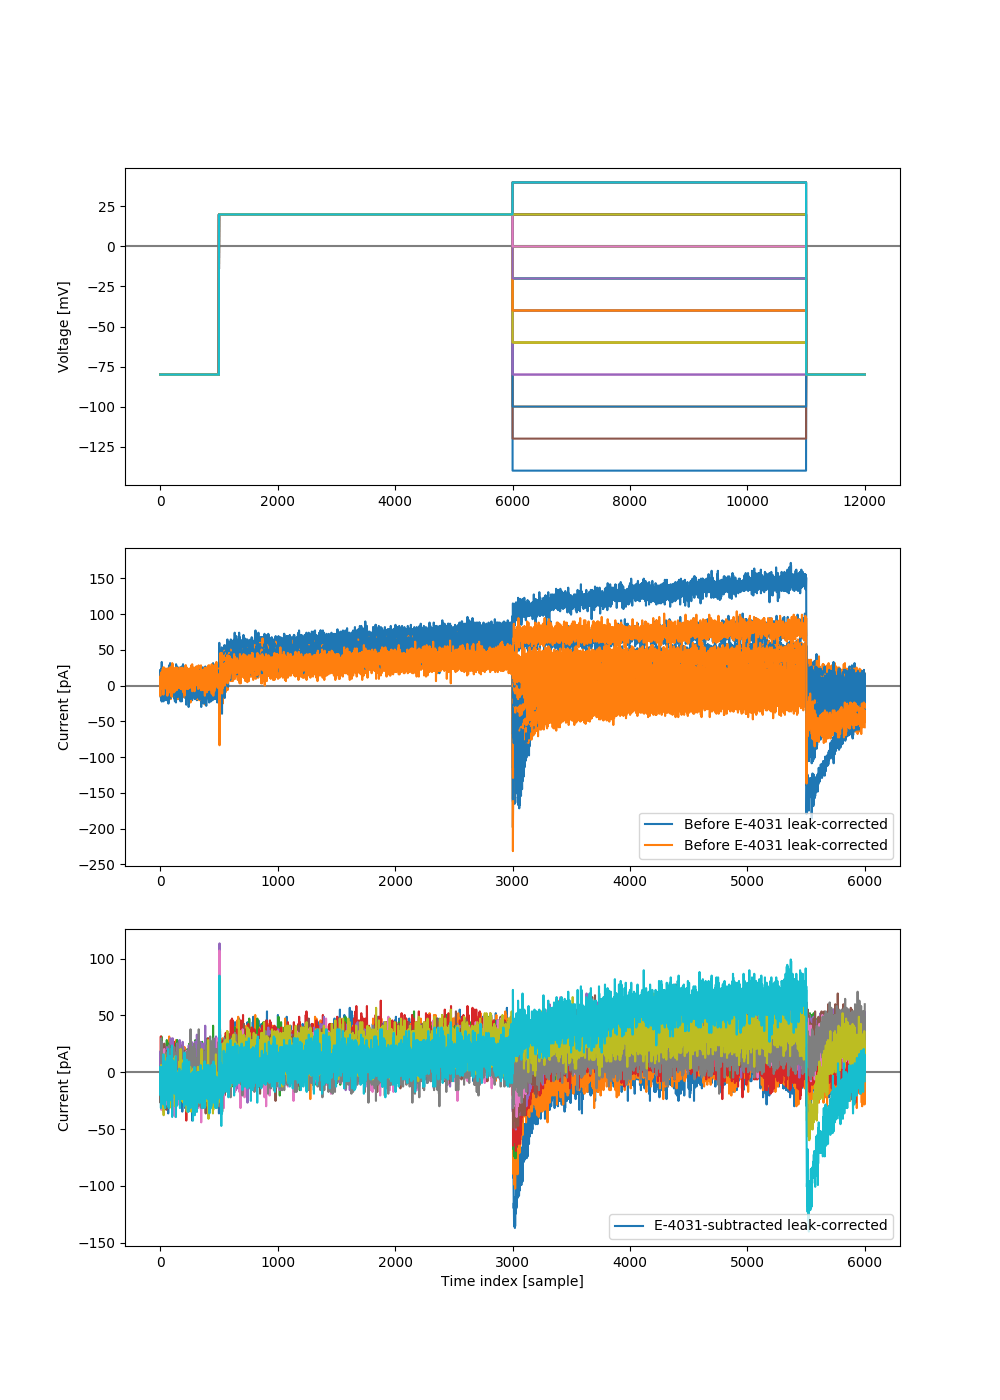 25
0
−25
−50
−75
−100
−125
Voltage [mV]
0 2000 4000 6000 8000 10000 12000
150
100
50
0
−50
−100
−150
−200
−250
Current [pA]
Before E-4031 leak-corrected
Before E-4031 leak-corrected
0 1000 2000 3000 4000 5000 6000
100
50
0
−50
−100
−150
Current [pA]
E-4031-subtracted leak-corrected
0 1000 2000 3000 4000 5000 6000
Time index [sample]